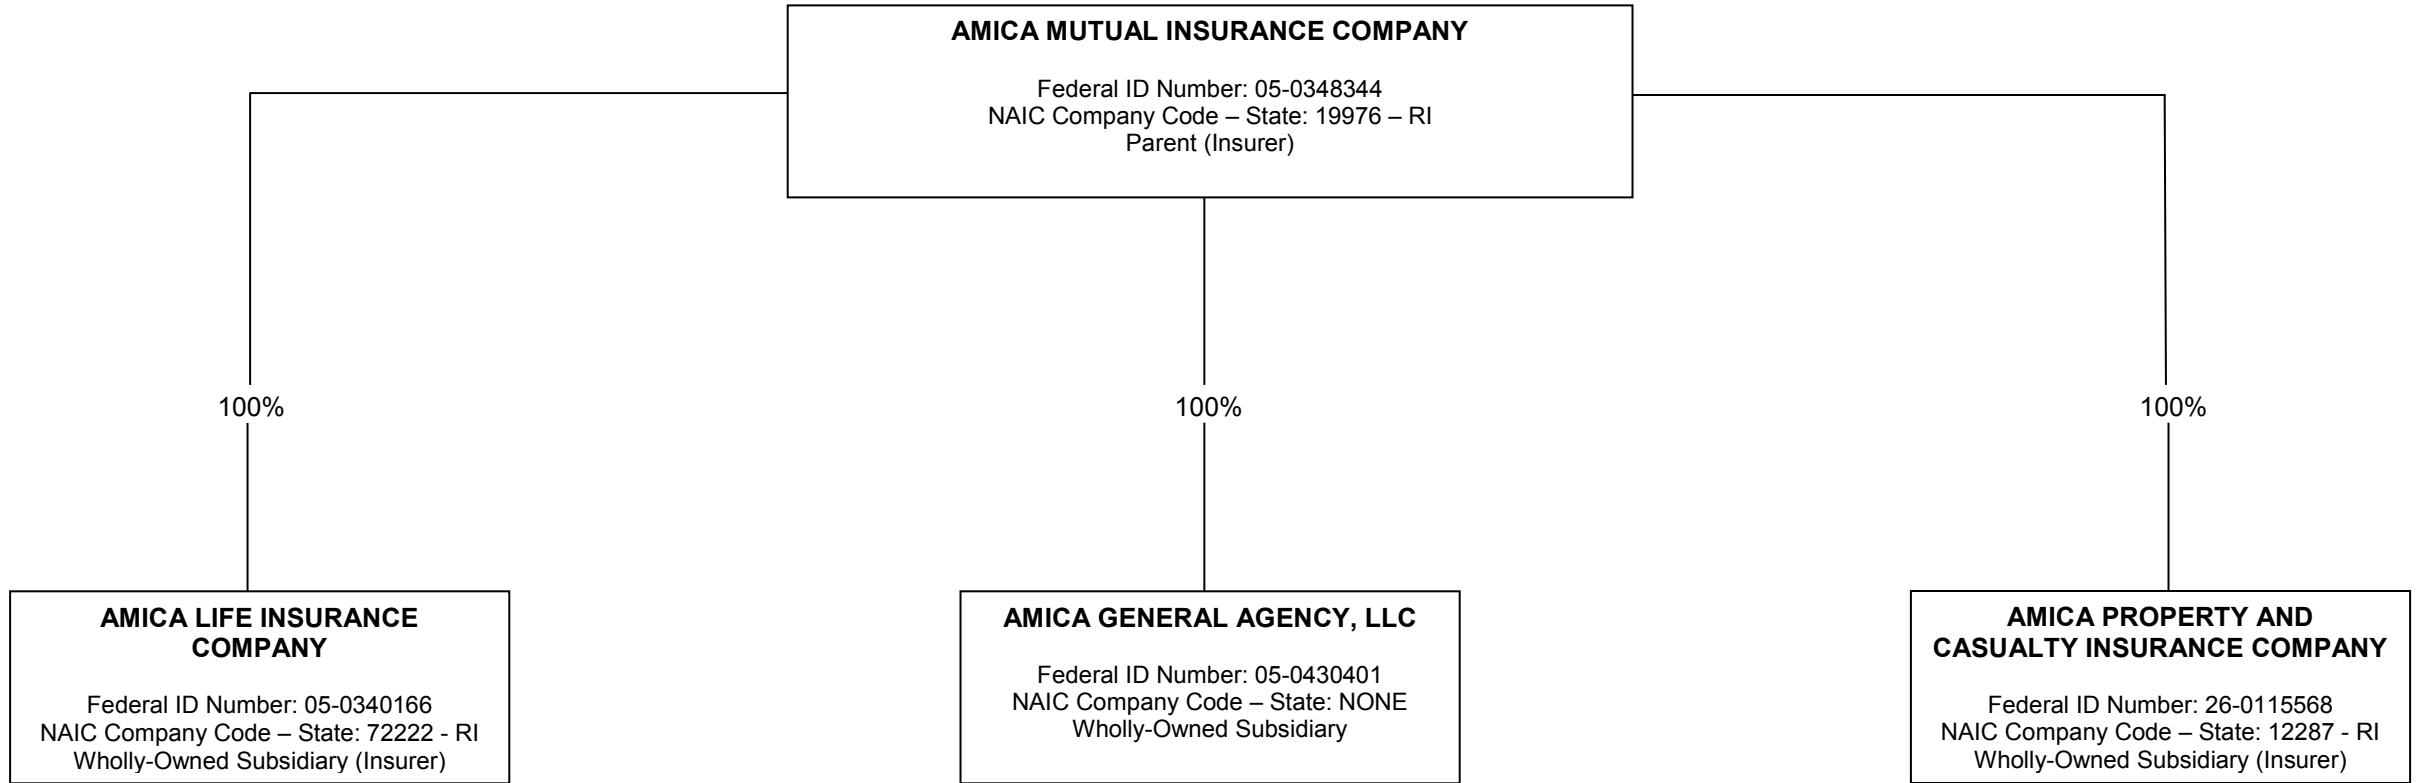 AMICA MUTUAL INSURANCE COMPANY
Federal ID Number: 05-0348344
NAIC Company Code – State: 19976 – RI
Parent (Insurer)
100%
100%
100%
AMICA LIFE INSURANCE
COMPANY
Federal ID Number: 05-0340166
NAIC Company Code – State: 72222 - RI
Wholly-Owned Subsidiary (Insurer)
AMICA GENERAL AGENCY, LLC
Federal ID Number: 05-0430401
NAIC Company Code – State: NONE
Wholly-Owned Subsidiary
AMICA PROPERTY AND
CASUALTY INSURANCE COMPANY
Federal ID Number: 26-0115568
NAIC Company Code – State: 12287 - RI
Wholly-Owned Subsidiary (Insurer)